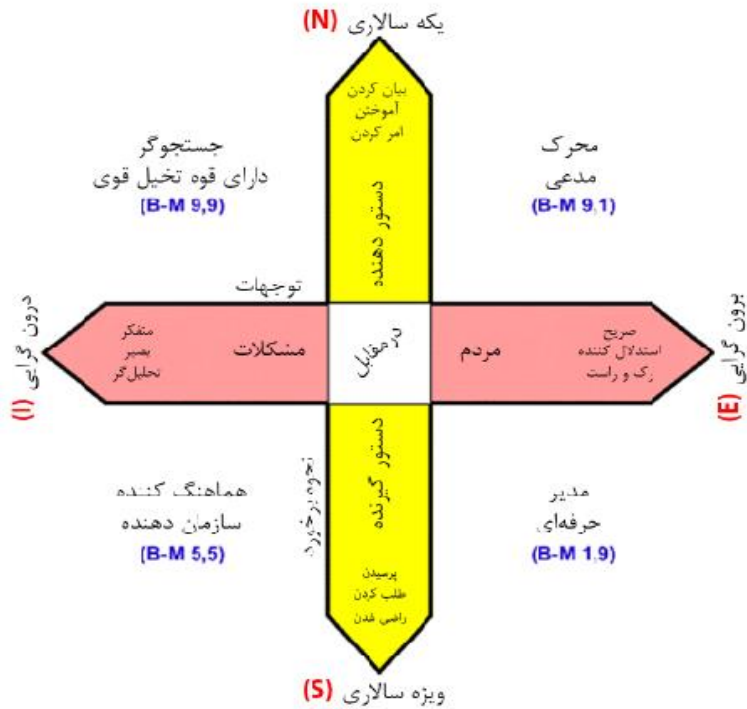 یکه سالاری (N)
بیان کردن
آموختن
امر کردن
دستور دهنده
محرک
مدعی
(B-M 9,1)
جستجوگر
دارای قوه تخیل قوی
(B-M 9,9)
توجهات
برون گرایی (E)
صریح
استدلال کننده
رک و راست
مردم
در مقابل
مشکلات
متفکر
بصیر
تحلیل‌گر
درون گرایی (I)
دستور گیرنده
نحوه برخورد
مدیر
حرفه‌ای
(B-M 1,9)
هماهنگ کننده
سازمان دهنده
(B-M 5,5)
پرسیدن
طلب کردن
راضی شدن
ویژه سالاری (S)